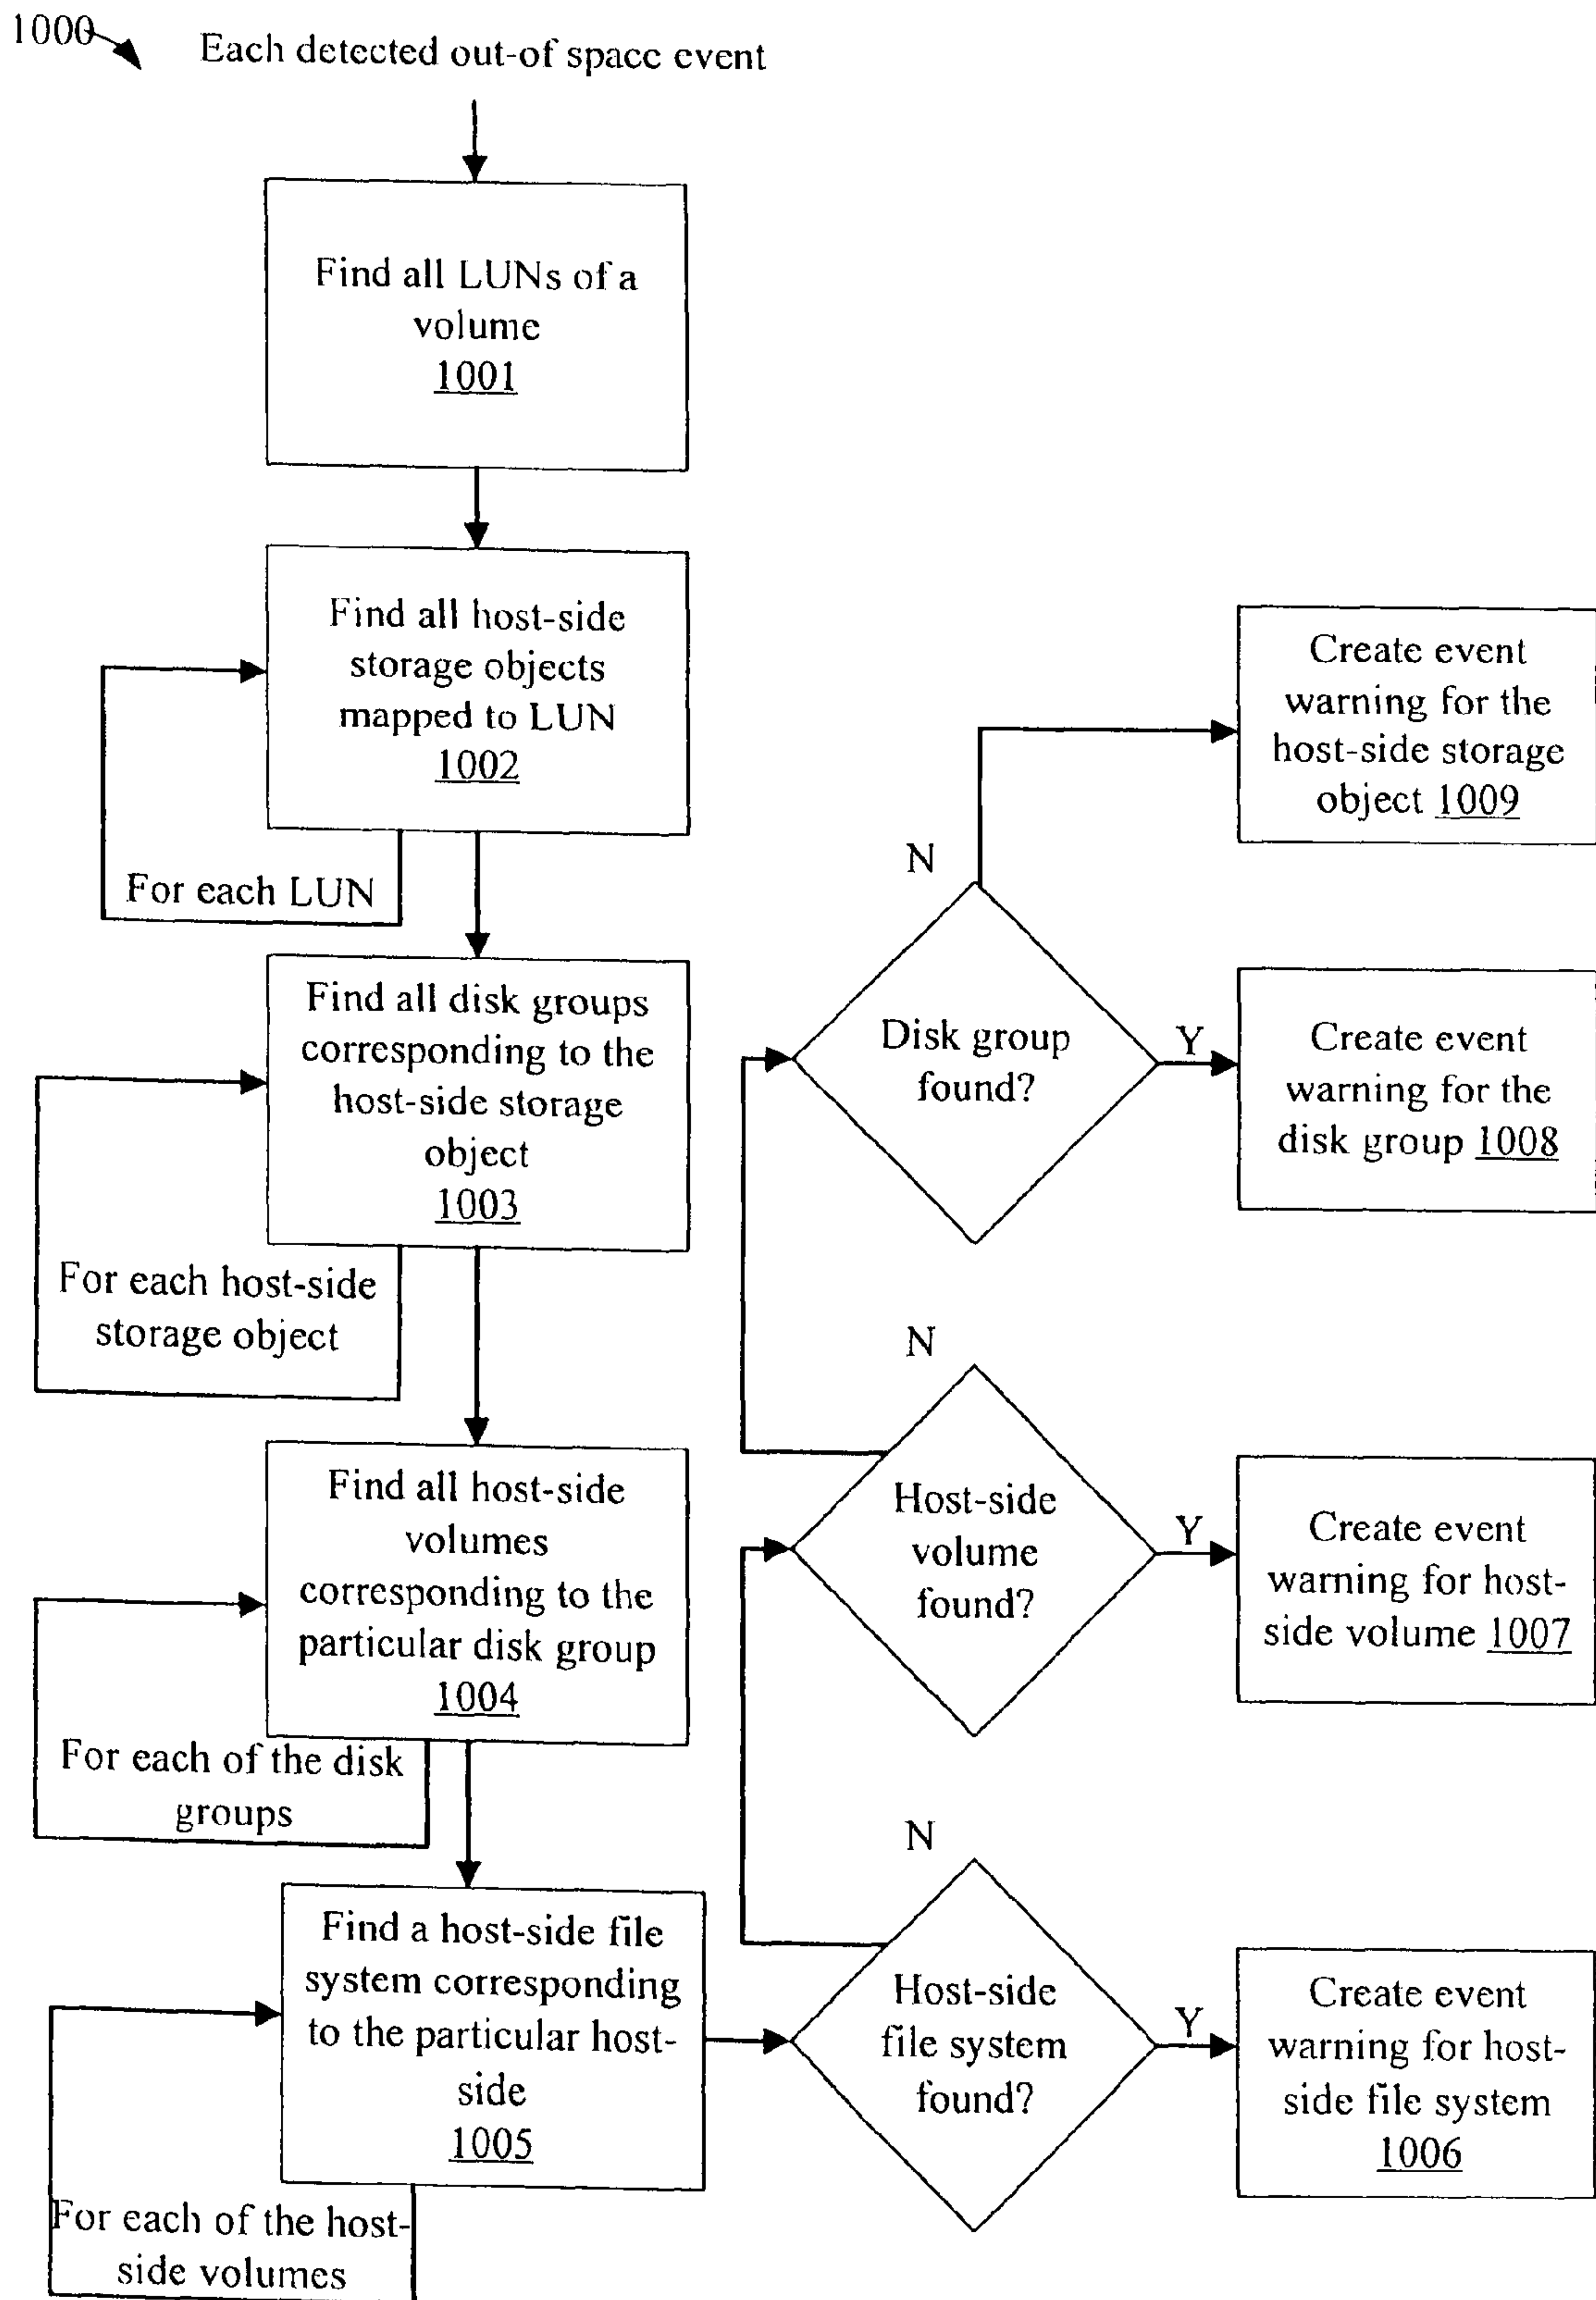 1000
Each detected out-of space event
Find all LUNs of a
volume
1001
Find all host-side
storage objects
mapped to LUN
1002
For each LUN
Find all disk groups
corresponding to the
host-side storage
object
1003
For each host-side
storage object
Find all host-side
volumes
corresponding to the
particular disk group
1004
For each of the disk
groups
Find a host-side file
system corresponding
to the particular host-
side
1005
For each of the host-
side volumes
Host-side
file system
found?
Y
Create event
warning for host-
side file system
1006
N
Host-side
volume
found?
Y
Create event
warning for host-
side volume 1007
N
Disk group
found?
Y
Create event
warning for the
disk group 1008
N
Create event
warning for the
host-side storage
object 1009